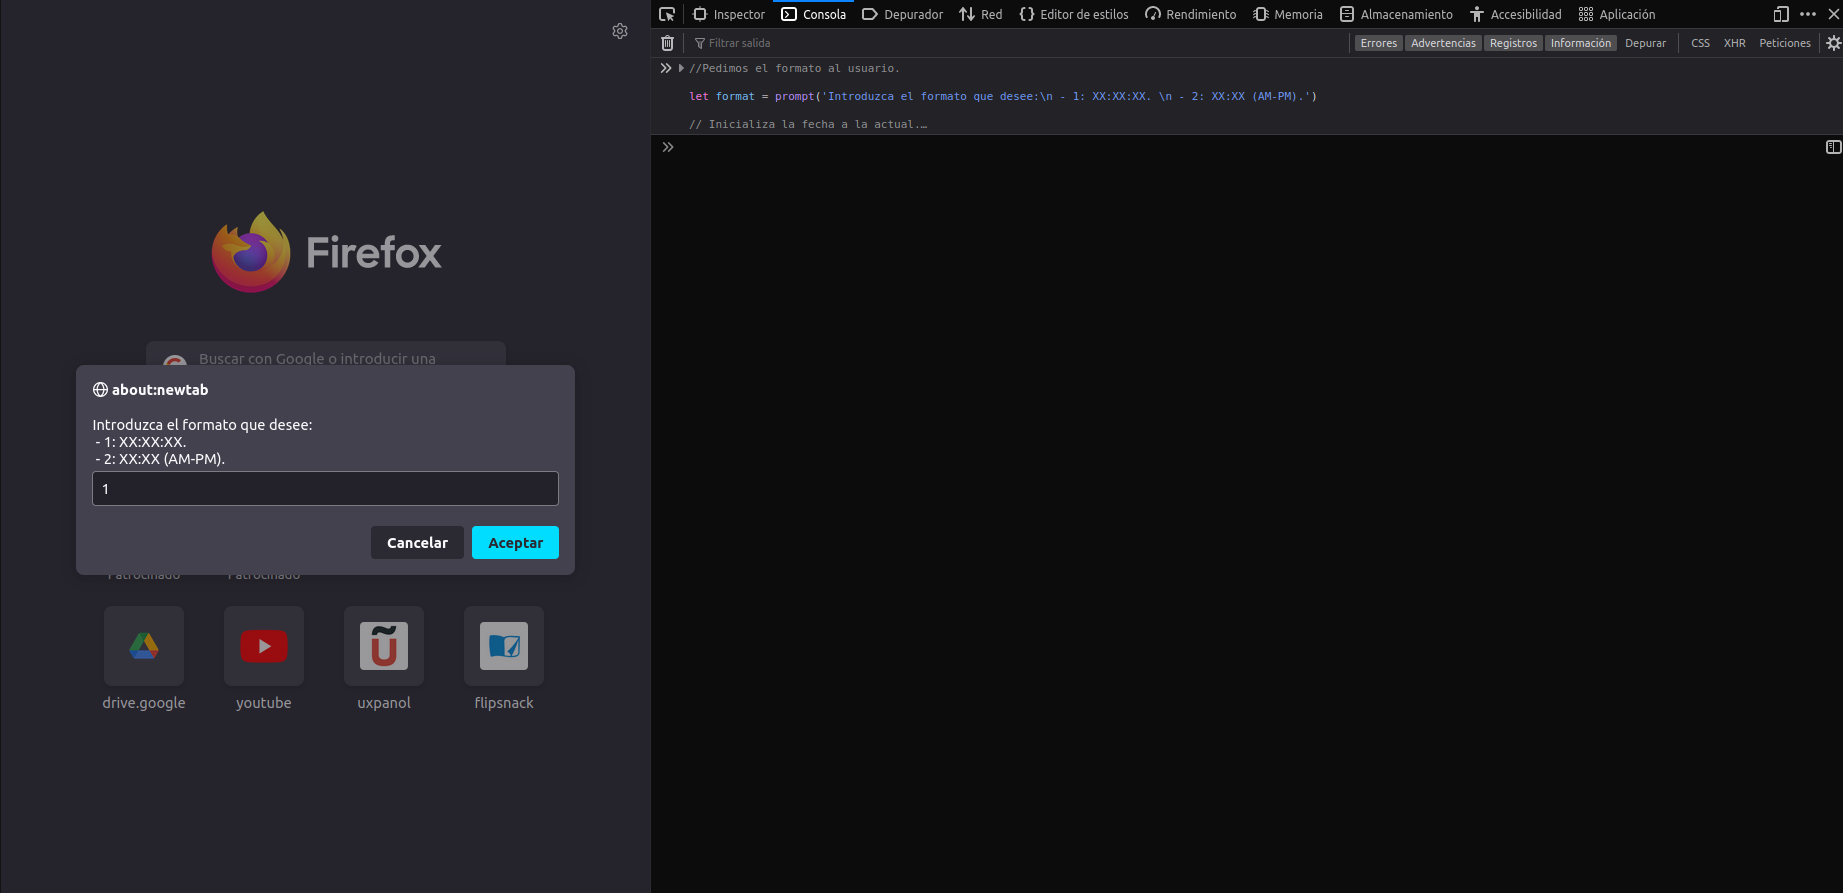 Inspector Consola Depurador Red Editor de estilos Rendimiento Memoria Almacenamiento Accesibilidad Aplicación
Filtrar salida Errores Advertencias Registros Información Depurar CSS XHR Peticiones
//Pedimos el formato al usuario.
let format = prompt('Introduzca el formato que desee:\n - 1: XX:XX:XX. \n - 2: XX:XX (AM-PM).')
// Inicializa la fecha a la actual.…
Firefox
Buscar con Google o introducir una
about:newtab
Introduzca el formato que desee:
- 1: XX:XX:XX.
- 2: XX:XX (AM-PM).
1
Cancelar Aceptar
Patrocinado Patrocinado
drive.google youtube uxpanol flipsnack